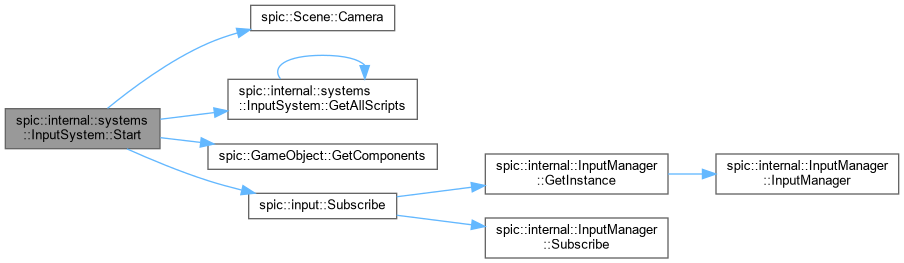 spic::internal::systems
::InputSystem::Start
spic::Scene::Camera
spic::internal::systems
::InputSystem::GetAllScripts
spic::GameObject::GetComponents
spic::input::Subscribe
spic::internal::InputManager
::GetInstance
spic::internal::InputManager
::InputManager
spic::internal::InputManager
::Subscribe